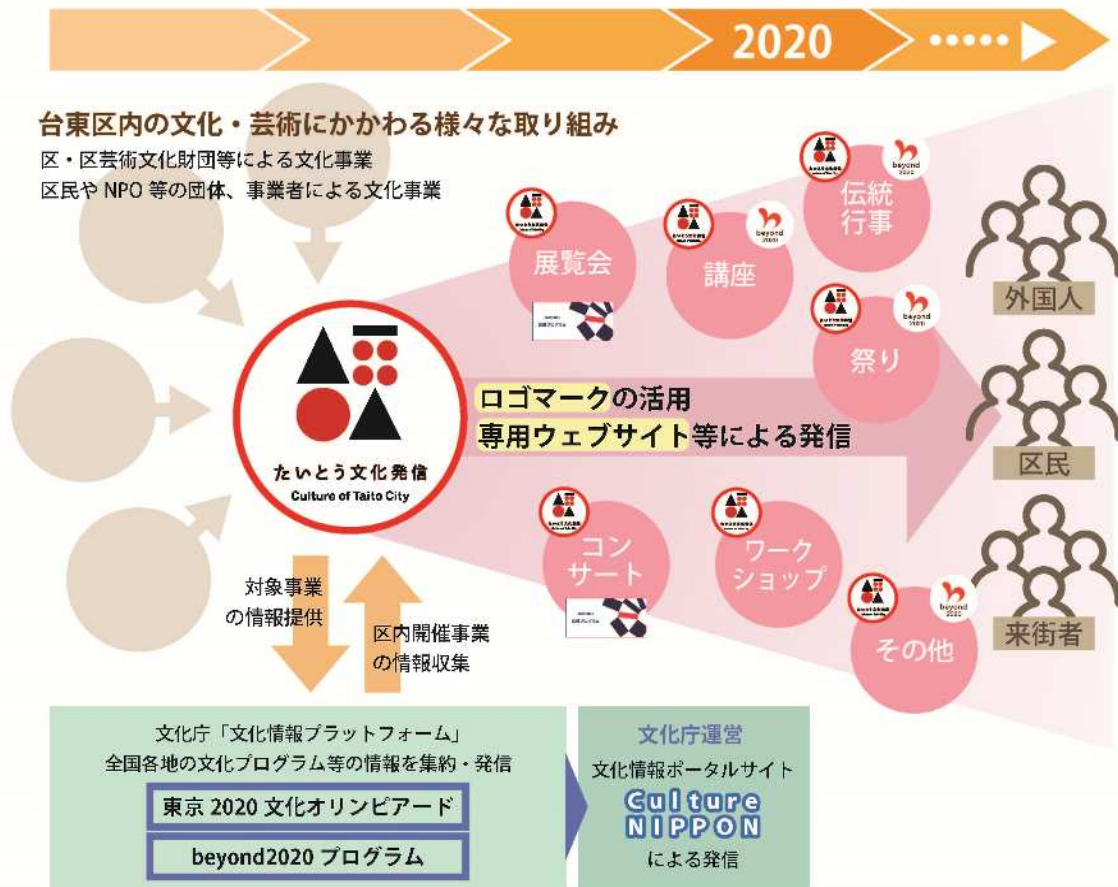 2020
台東区内の文化・芸術にかかわる様々な取り組み
区・区芸術文化財団等による文化事業
区民や NPO 等の団体、事業者による文化事業
たいとう文化発信
Culture of Taito City
ロゴマークの活用
専用ウェブサイト等による発信
展覧会
講座
beyond
2020
伝統
行事
beyond
2020
祭り
beyond
2020
コン
サート
ワーク
ショップ
その他
beyond
2020
外国人
区民
来街者
対象事業
の情報提供
区内開催事業
の情報収集
文化庁「文化情報プラットフォーム」
全国各地の文化プログラム等の情報を集約・発信
東京 2020 文化オリンピアード
beyond2020 プログラム
文化庁運営
文化情報ポータルサイト
Culture
NIPPON
による発信